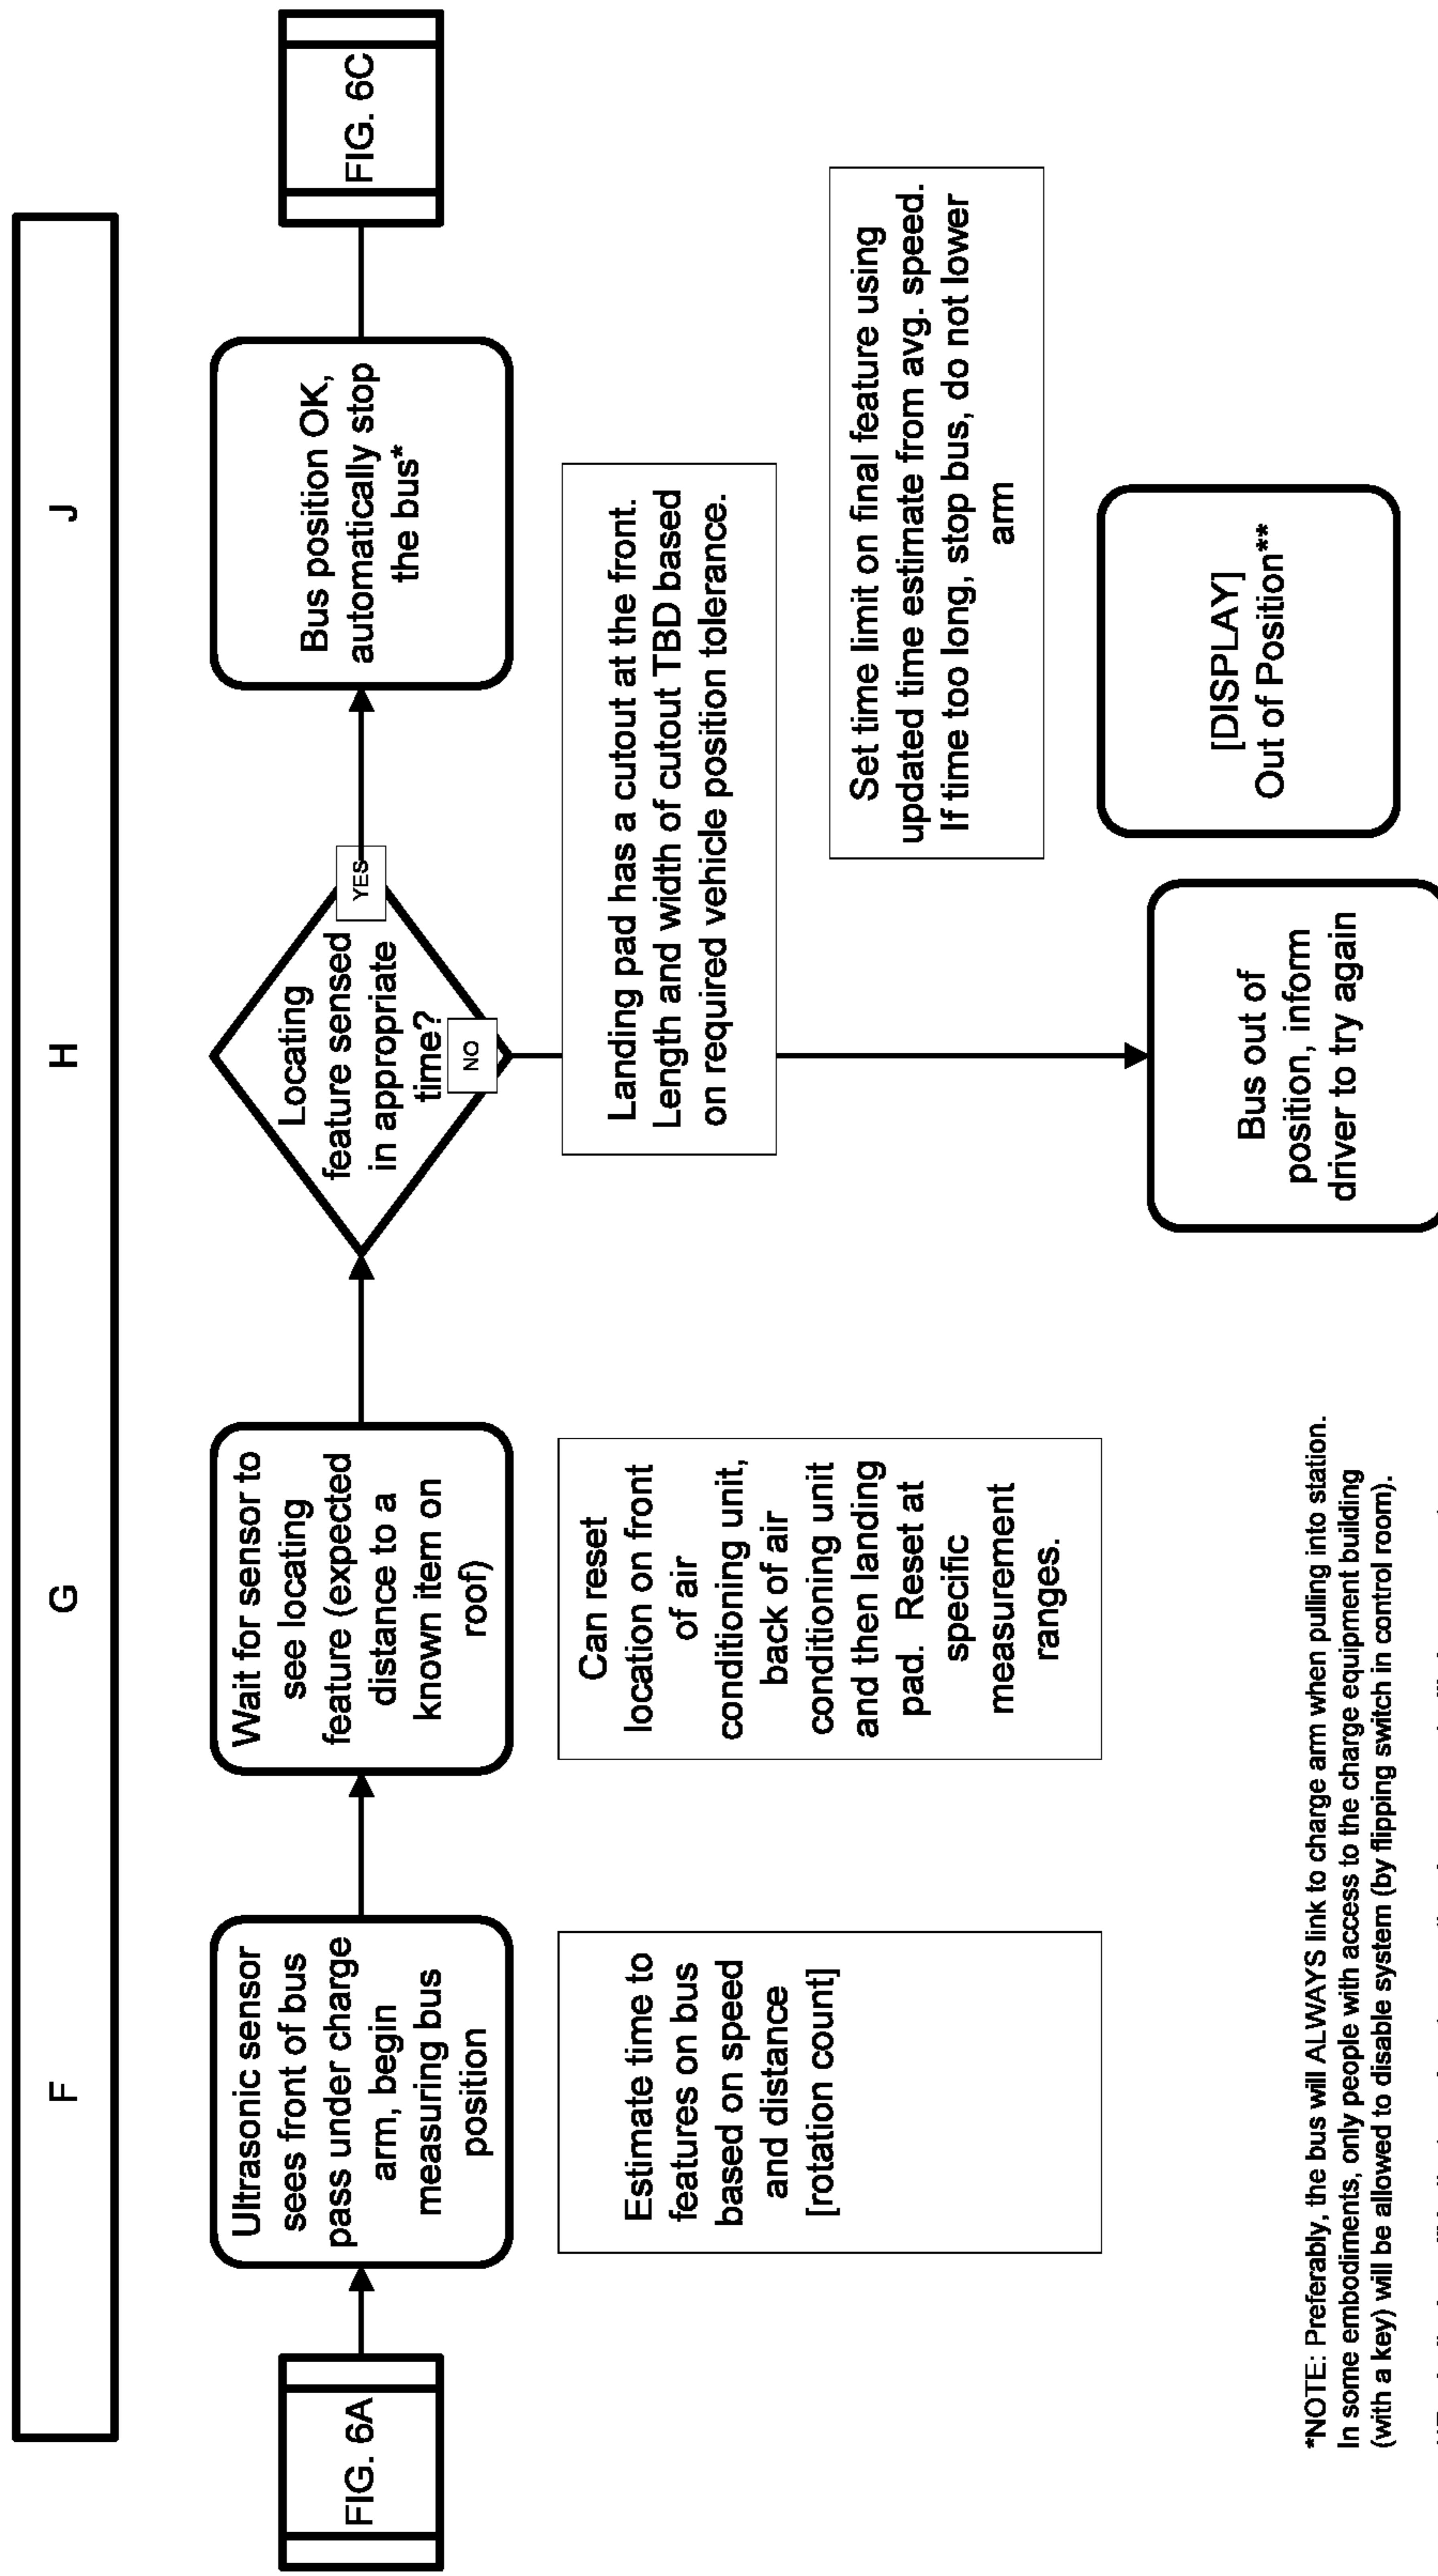 F
G
H
J
FIG. 6A
Ultrasonic sensor
sees front of bus
pass under charge
arm, begin
measuring bus
position
Wait for sensor to
see locating
feature (expected
distance to a
known item on
roof)
Locating
feature sensed
in appropriate
time?
YES
NO
Bus position OK,
automatically stop
the bus*
FIG. 6C
Estimate time to
features on bus
based on speed
and distance
[rotation count]
Can reset
location on front
of air
conditioning unit,
back of air
conditioning unit
and then landing
pad. Reset at
specific
measurement
ranges.
Landing pad has a cutout at the front.
Length and width of cutout TBD based
on required vehicle position tolerance.
Set time limit on final feature using
updated time estimate from avg. speed.
If time too long, stop bus, do not lower
arm
Bus out of
position, inform
driver to try again
[DISPLAY]
Out of Position**
*NOTE: Preferably, the bus will ALWAYS link to charge arm when pulling into station.
In some embodiments, only people with access to the charge equipment building
(with a key) will be allowed to disable system (by flipping switch in control room).